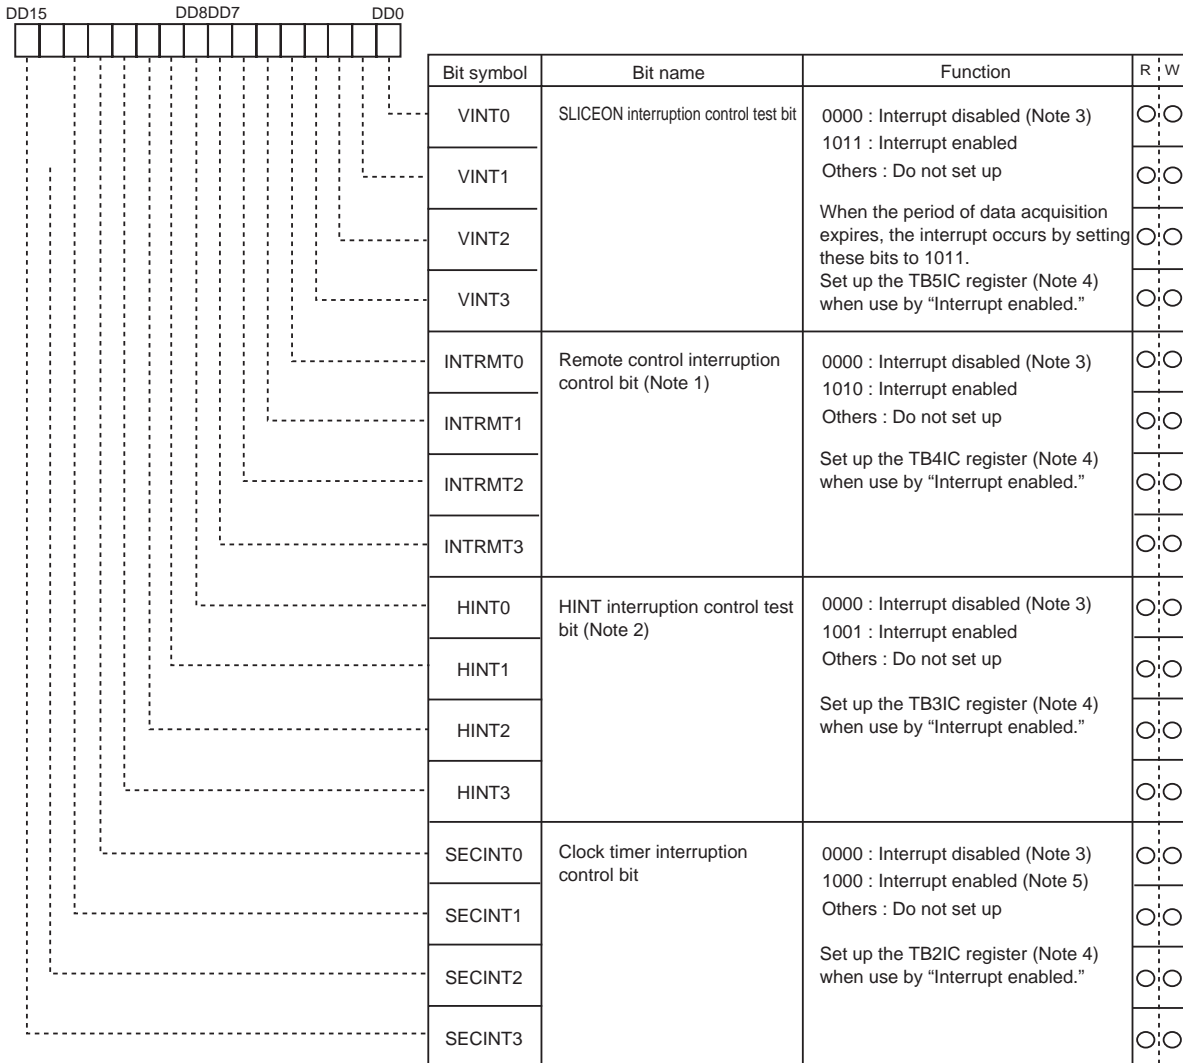 DD15 DD8DD7 DD0
Bit symbol Bit name Function R W
VINT0 SLICEON interruption control test bit 0000 : Interrupt disabled (Note 3)
1011 : Interrupt enabled
VINT1 Others : Do not set up
When the period of data acquisition
VINT2 expires, the interrupt occurs by setting
these bits to 1011.
Set up the TB5IC register (Note 4)
VINT3 when use by “Interrupt enabled.”
INTRMT0 Remote control interruption 0000 : Interrupt disabled (Note 3)
control bit (Note 1) 1010 : Interrupt enabled
INTRMT1 Others : Do not set up
Set up the TB4IC register (Note 4)
INTRMT2 when use by “Interrupt enabled.”
INTRMT3
HINT0 HINT interruption control test 0000 : Interrupt disabled (Note 3)
bit (Note 2) 1001 : Interrupt enabled
HINT1 Others : Do not set up
Set up the TB3IC register (Note 4)
HINT2 when use by “Interrupt enabled.”
HINT3
SECINT0 Clock timer interruption 0000 : Interrupt disabled (Note 3)
control bit 1000 : Interrupt enabled (Note 5)
SECINT1 Others : Do not set up
Set up the TB2IC register (Note 4)
SECINT2 when use by “Interrupt enabled.”
SECINT3